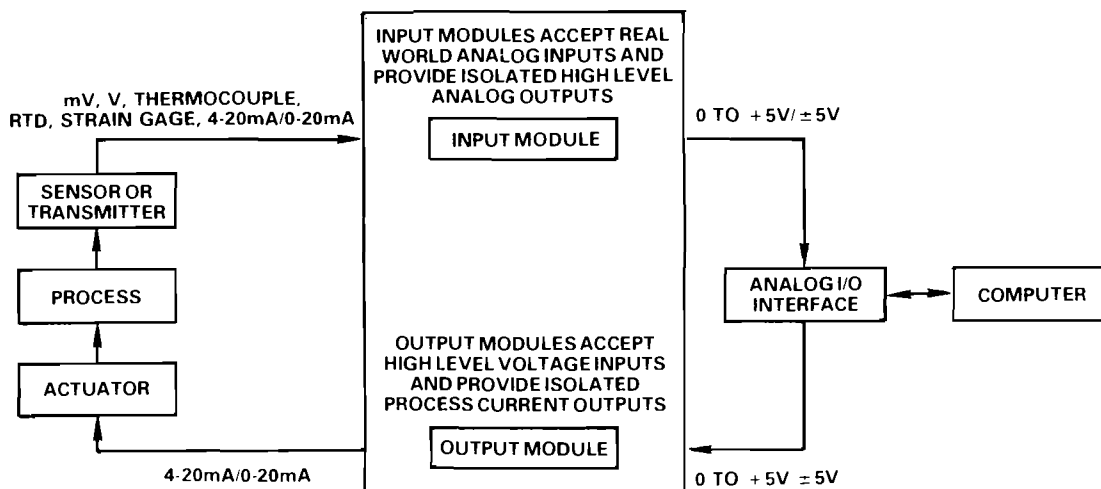 INPUT MODULES ACCEPT REAL
WORLD ANALOG INPUTS AND
PROVIDE ISOLATED HIGH LEVEL
ANALOG OUTPUTS
INPUT MODULE
mV, V, THERMOCOUPLE,
RTD, STRAIN GAGE, 4-20mA/0-20mA
0 TO +5V/±5V
SENSOR OR
TRANSMITTER
PROCESS
ACTUATOR
ANALOG I/O
INTERFACE
COMPUTER
OUTPUT MODULES ACCEPT
HIGH LEVEL VOLTAGE INPUTS
AND PROVIDE ISOLATED
PROCESS CURRENT OUTPUTS
OUTPUT MODULE
4-20mA/0-20mA
0 TO +5V ±5V